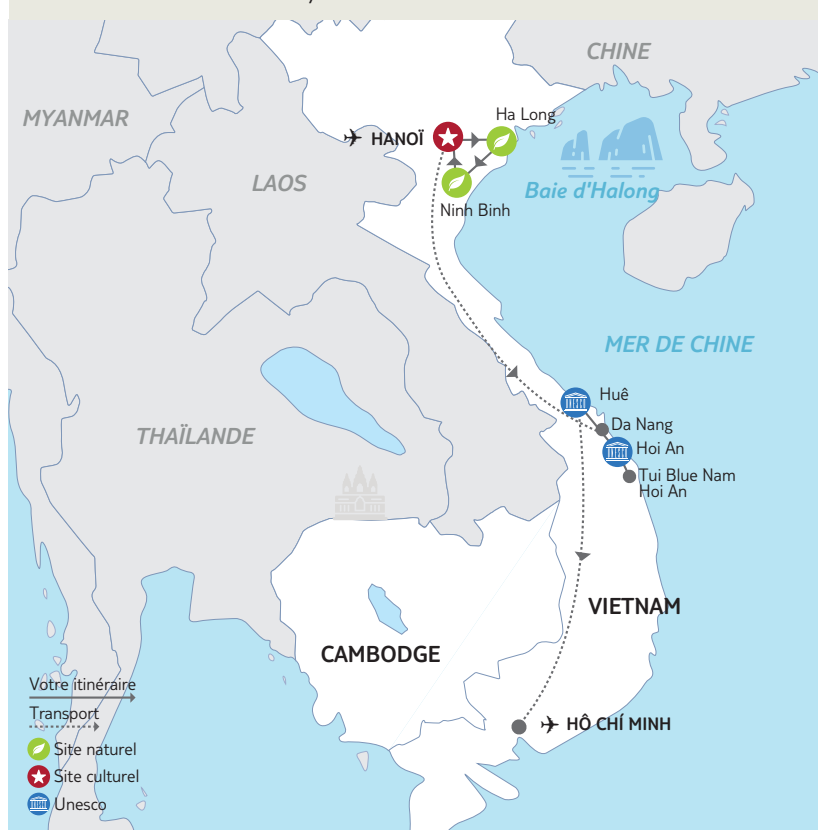 CHINE
MYANMAR
Ha Long
HANOÏ
LAOS
Baie d'Halong
Ninh Binh
MER DE CHINE
Huê
Da Nang
THAÏLANDE
Hoi An
Tui Blue Nam
Hoi An
VIETNAM
CAMBODGE
Votre itinéraire
Transport
HÔ CHÍ MINH
Site naturel
Site culturel
Unesco